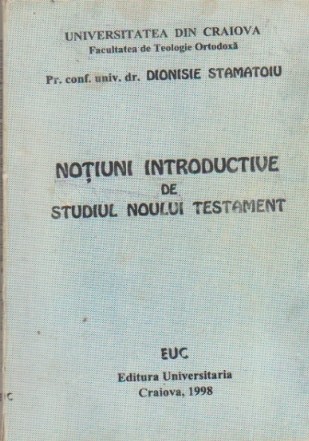 UNIVERSITATEA DIN CRAIOVA
Facultatea de Teologie Ortodoxă
Pr. conf. univ. dr. DIONISIE STAMATOIU
NOŢIUNI INTRODUCTIVE
DE
STUDIUL NOULUI TESTAMENT
EUC
Editura Universitaria
Craiova, 1998